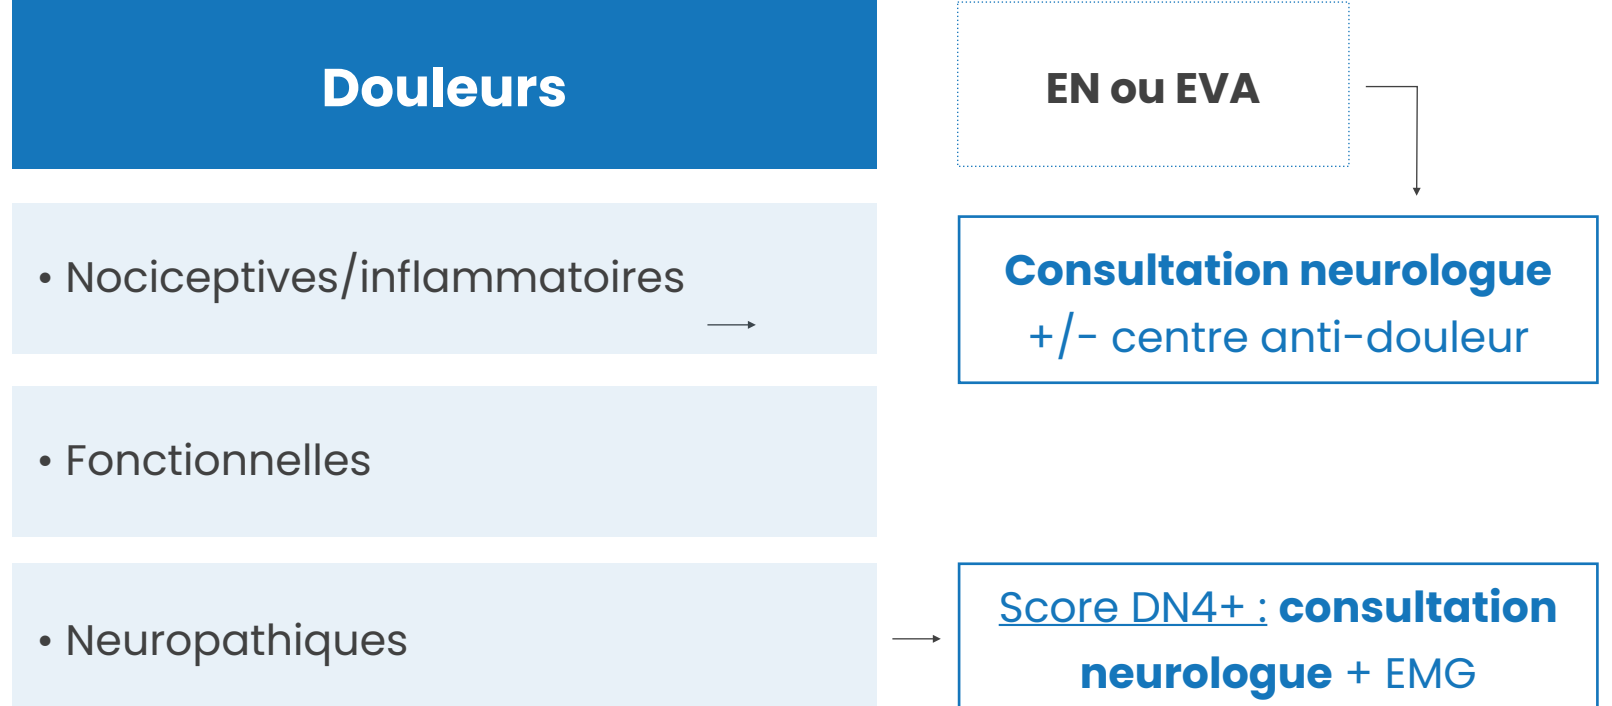 Douleurs
EN ou EVA
• Nociceptives/inflammatoires
Consultation neurologue
+/- centre anti-douleur
• Fonctionnelles
• Neuropathiques
Score DN4+ : consultation
neurologue + EMG